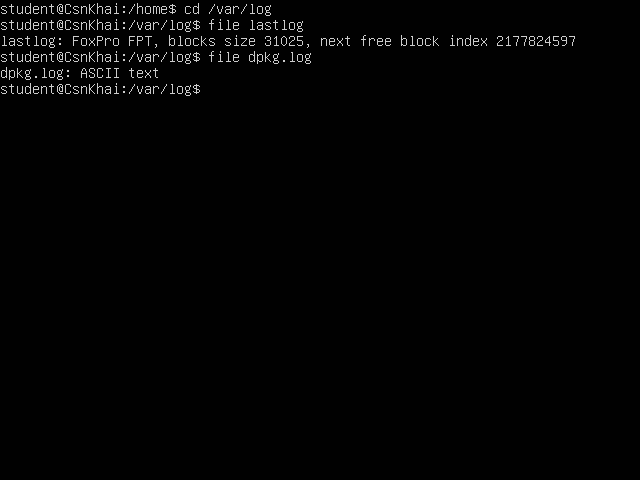 student@CsnKhai:/home$ cd /var/log
student@CsnKhai:/var/log$ file lastlog
lastlog: FoxPro FPT, blocks size 31025, next free block index 2177824597
student@CsnKhai:/var/log$ file dpkg.log
dpkg.log: ASCII text
student@CsnKhai:/var/log$